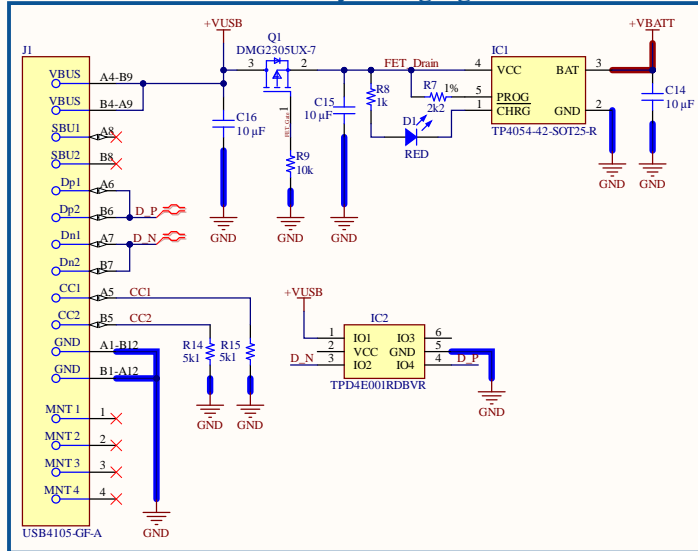 +VUSB
Q1
DMG2305UX-7
+VBATT
J1
IC1
VBUS A4-B9
3 2
FET_Drain
4 VCC BAT 3
R8
1k
R7 1%
2k2
5 PROG
VBUS B4-A9
C16
10 µF
1
FET_Gate
C15
10 µF
1 CHRG GND 2
C14
10 µF
D1
RED
TP4054-42-SOT25-R
SBU1 A8
SBU2 B8
R9
10k
Dp1 A6
Dp2 B6 D_P
GND GND GND GND GND
Dn1 A7 D_N
Dn2 B7
CC1 A5 CC1
CC2 B5 CC2
+VUSB
IC2
1 IO1 IO3 6
2 VCC GND 5
D_N 3 IO2 IO4 4 D_P
TPD4E001RDBVR
GND A1-B12
R14
5k1
R15
5k1
GND B1-A12
GND GND GND
MNT 1 1
MNT 2 2
MNT 3 3
MNT 4 4
GND
USB4105-GF-A